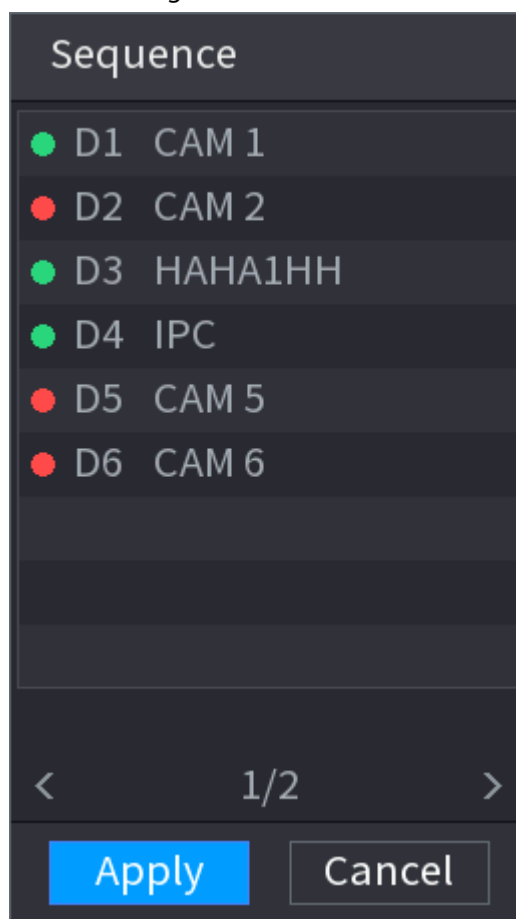 Sequence
D1 CAM 1
D2 CAM 2
D3 HAHA1HH
D4 IPC
D5 CAM 5
D6 CAM 6
< 1/2 >
Apply Cancel